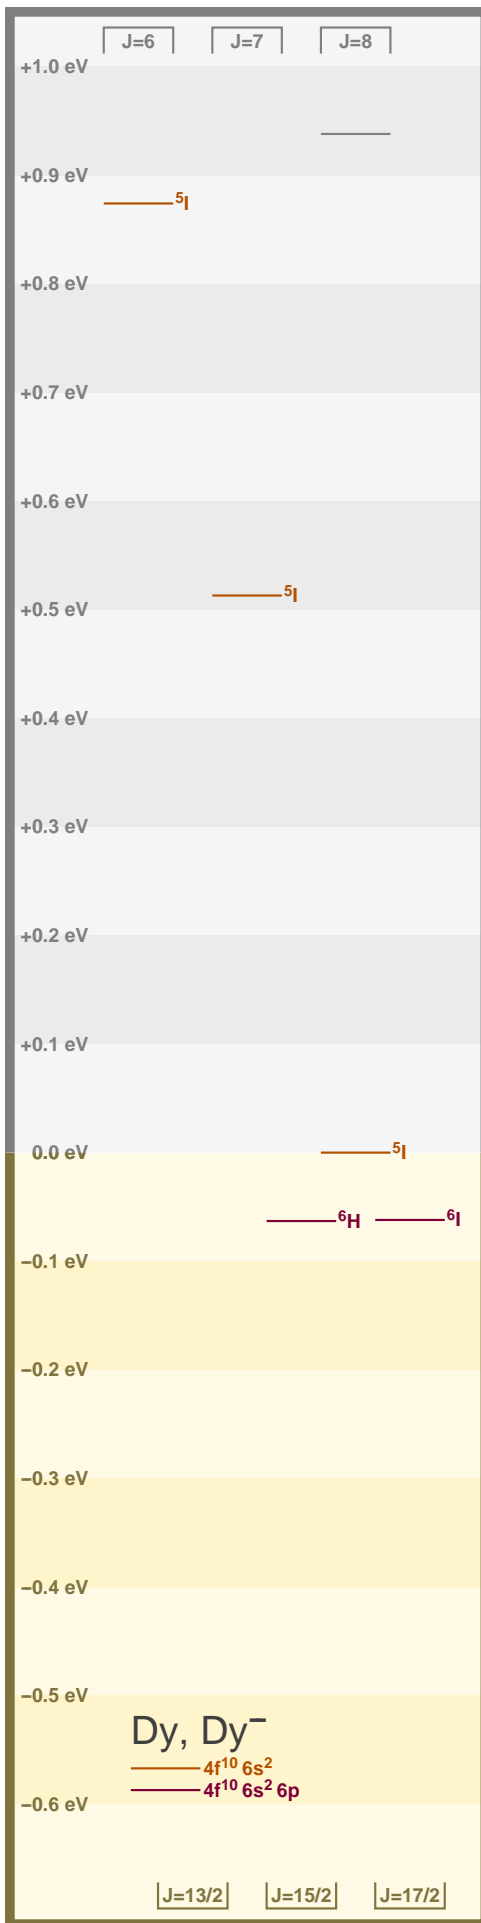 J=6 J=7 J=8
+1.0 eV
+0.9 eV
⁵I
+0.8 eV
+0.7 eV
+0.6 eV
⁵I
+0.5 eV
+0.4 eV
+0.3 eV
+0.2 eV
+0.1 eV
0.0 eV ⁵I
⁶H ⁶I
−0.1 eV
−0.2 eV
−0.3 eV
−0.4 eV
−0.5 eV
Dy, Dy⁻
4f¹⁰ 6s²
4f¹⁰ 6s² 6p
−0.6 eV
J=13/2 J=15/2 J=17/2